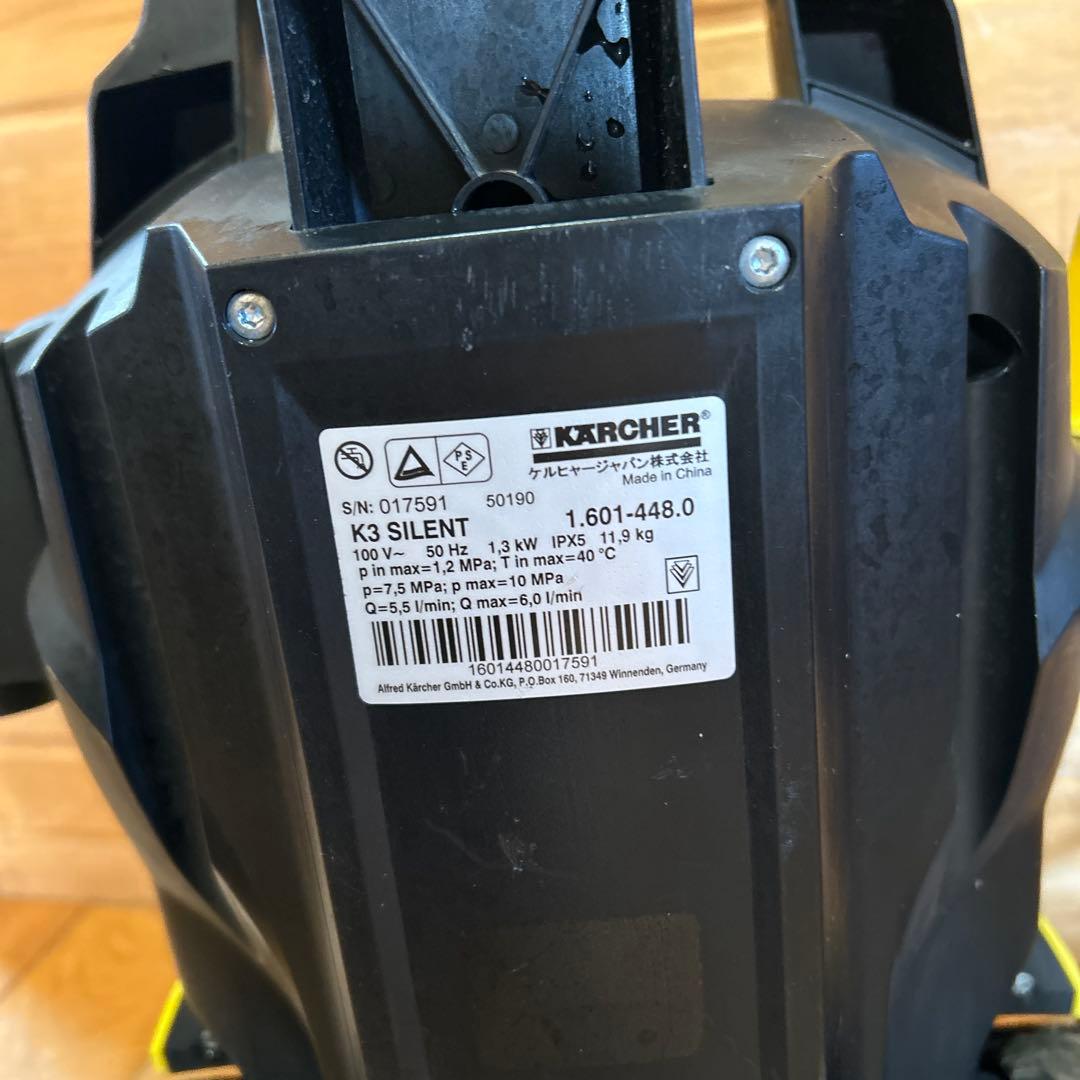 KÄRCHER®
ケルヒャージャパン株式会社
Made in China
PS
E
S/N: 017591 50190
K3 SILENT 1.601-448.0
100 V~ 50 Hz 1,3 kW IPX5 11,9 kg
p in max=1,2 MPa; T in max=40 °C
p=7,5 MPa; p max=10 MPa
Q=5,5 l/min; Q max=6,0 l/min
16014480017591
Alfred Kärcher GmbH & Co.KG, P.O.Box 160, 71349 Winnenden, Germany